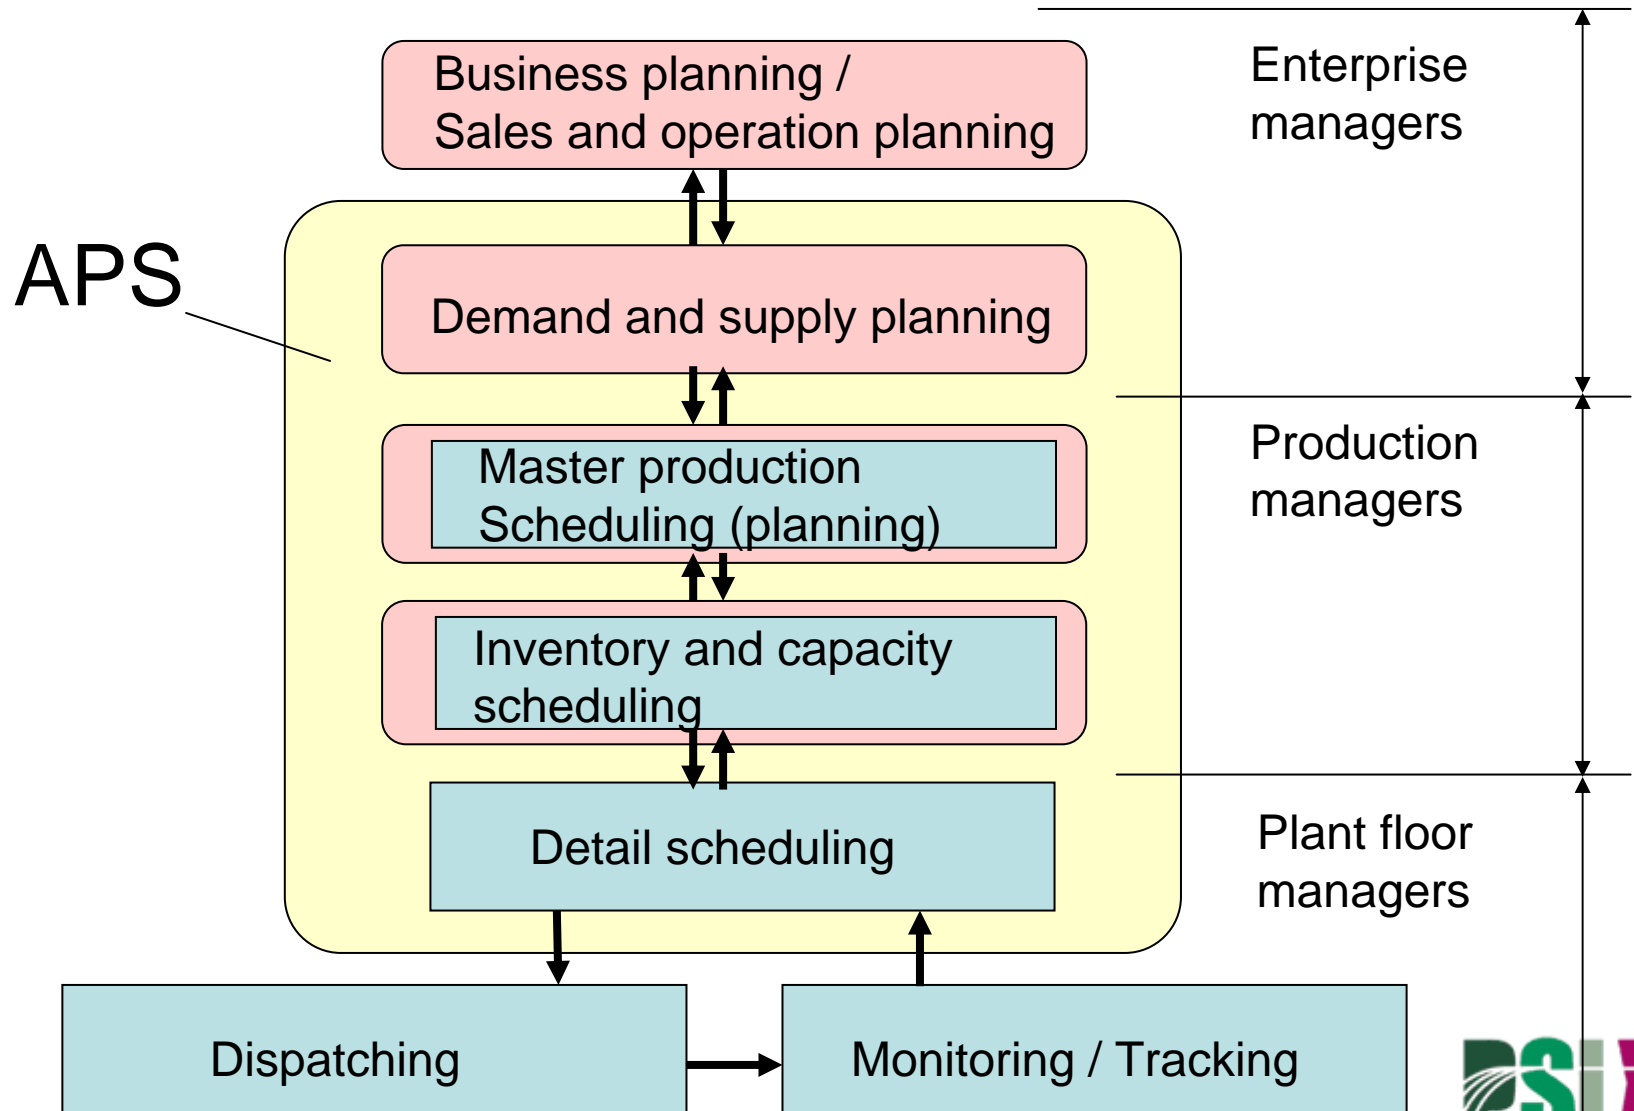 Business planning /
Sales and operation planning
Enterprise
managers
APS
Demand and supply planning
Master production
Scheduling (planning)
Production
managers
Inventory and capacity
scheduling
Detail scheduling
Plant floor
managers
Dispatching
Monitoring / Tracking
PSi